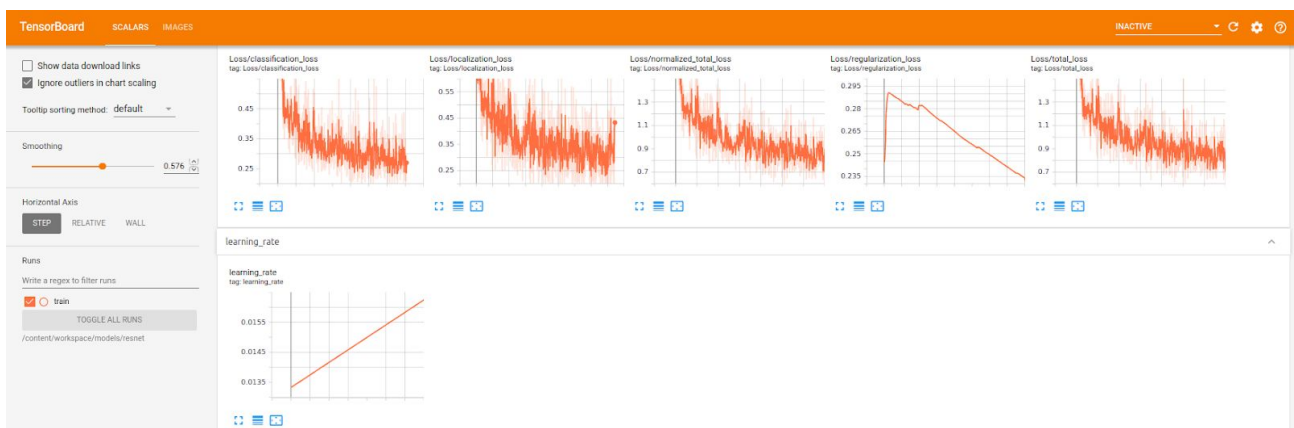 TensorBoard SCALARS IMAGES INACTIVE
Show data download links
Ignore outliers in chart scaling
Tooltip sorting method: default
Smoothing
0.576
Horizontal Axis
STEP RELATIVE WALL
Runs
Write a regex to filter runs
train
TOGGLE ALL RUNS
/content/workspace/models/resnet
Loss/classification_loss
tag: Loss/classification_loss
0.45
0.35
0.25
Loss/localization_loss
tag: Loss/localization_loss
0.55
0.45
0.35
0.25
Loss/normalized_total_loss
tag: Loss/normalized_total_loss
1.3
1.1
0.9
0.7
Loss/regularization_loss
tag: Loss/regularization_loss
0.295
0.28
0.265
0.25
0.235
Loss/total_loss
tag: Loss/total_loss
1.3
1.1
0.9
0.7
learning_rate
learning_rate
tag: learning_rate
0.0155
0.0145
0.0135